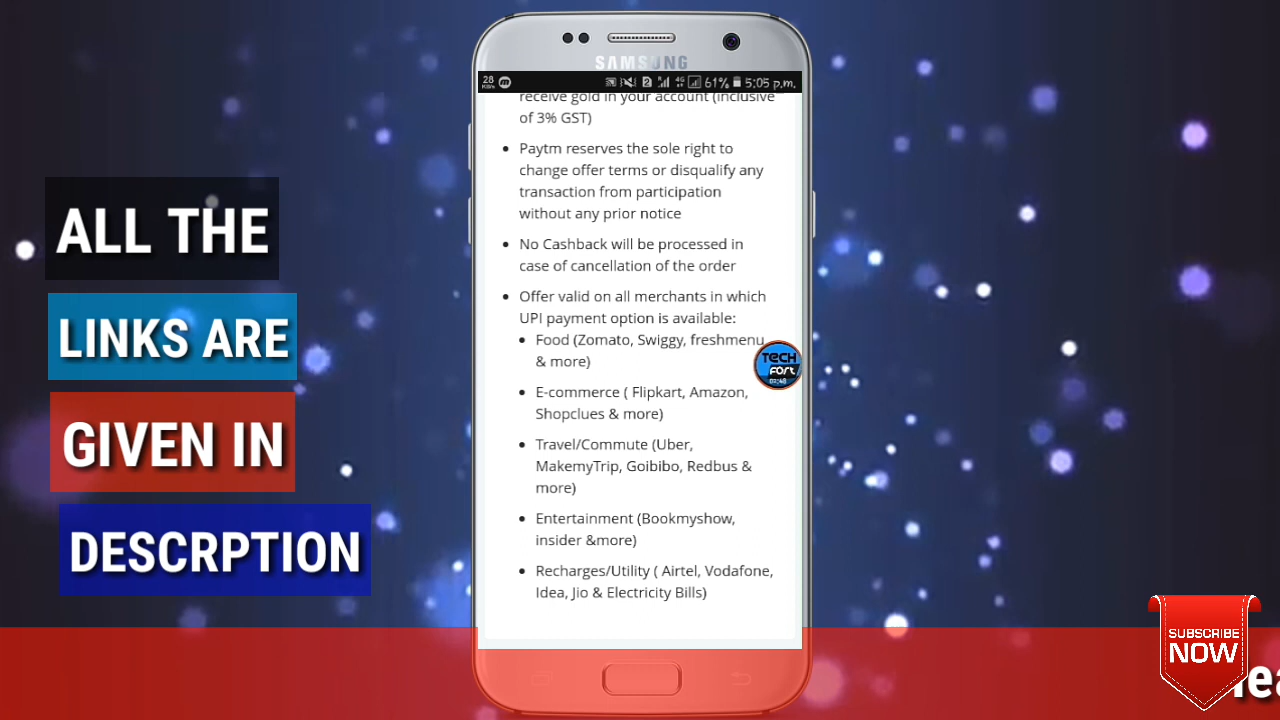 ALL THE
LINKS ARE
GIVEN IN
DESCRPTION
SAMSUNG
28
KB/s
4G
61%
5:05 p.m.
receive gold in your account (inclusive
of 3% GST)
Paytm reserves the sole right to
change offer terms or disqualify any
transaction from participation
without any prior notice
No Cashback will be processed in
case of cancellation of the order
Offer valid on all merchants in which
UPI payment option is available:
Food (Zomato, Swiggy, freshmenu
& more)
E-commerce ( Flipkart, Amazon,
Shopclues & more)
Travel/Commute (Uber,
MakemyTrip, Goibibo, Redbus &
more)
Entertainment (Bookmyshow,
insider &more)
Recharges/Utility ( Airtel, Vodafone,
Idea, Jio & Electricity Bills)
TECH
fort
SUBSCRIBE
NOW